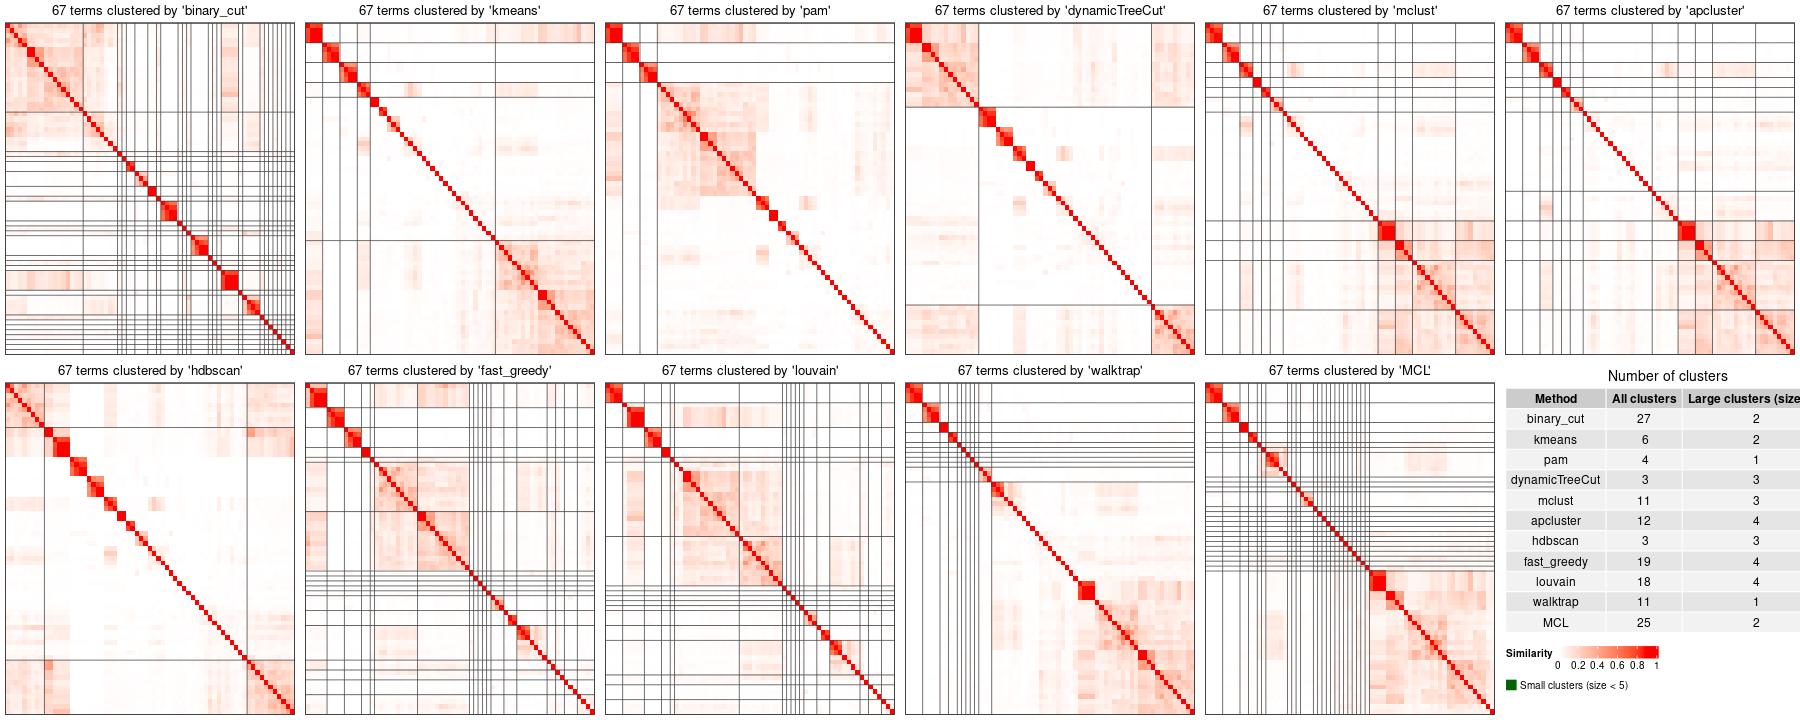 67 terms clustered by 'binary_cut'
67 terms clustered by 'kmeans'
67 terms clustered by 'pam'
67 terms clustered by 'dynamicTreeCut'
67 terms clustered by 'mclust'
67 terms clustered by 'apcluster'
67 terms clustered by 'hdbscan'
67 terms clustered by 'fast_greedy'
67 terms clustered by 'louvain'
67 terms clustered by 'walktrap'
67 terms clustered by 'MCL'
Number of clusters
Method All clusters Large clusters (size
binary_cut 27 2
kmeans 6 2
pam 4 1
dynamicTreeCut 3 3
mclust 11 3
apcluster 12 4
hdbscan 3 3
fast_greedy 19 4
louvain 18 4
walktrap 11 1
MCL 25 2
Similarity
0 0.2 0.4 0.6 0.8 1
Small clusters (size < 5)